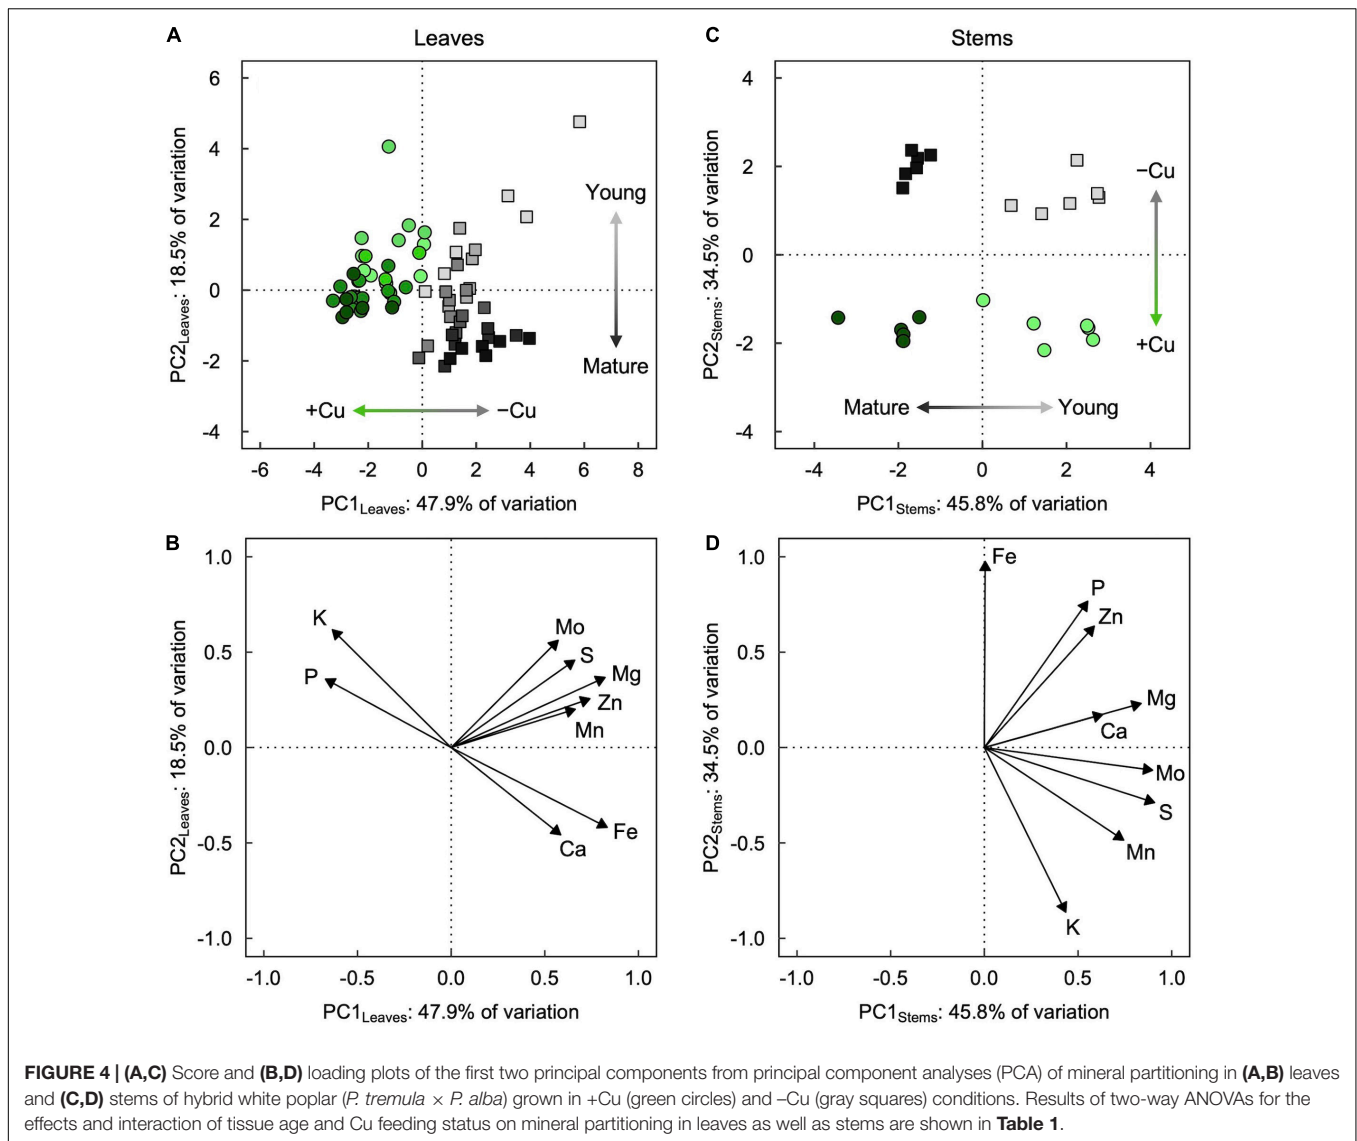 A
Leaves
6
4
2
0
-2
-4
-6
-4
-2
0
2
4
6
8
PC2Leaves: 18.5% of variation
PC1Leaves: 47.9% of variation
Young
Mature
+Cu
−Cu
C
Stems
4
2
0
-2
-4
-4
-2
0
2
4
PC2Stems: 34.5% of variation
PC1Stems: 45.8% of variation
−Cu
+Cu
Mature
Young
B
1.0
0.5
0.0
-0.5
-1.0
-1.0
-0.5
0.0
0.5
1.0
PC2Leaves: 18.5% of variation
PC1Leaves: 47.9% of variation
K
P
Mo
S
Mg
Zn
Mn
Fe
Ca
D
1.0
0.5
0.0
-0.5
-1.0
-1.0
-0.5
0.0
0.5
1.0
PC2Stems: 34.5% of variation
PC1Stems: 45.8% of variation
Fe
P
Zn
Mg
Ca
Mo
S
Mn
K
FIGURE 4 | (A,C) Score and (B,D) loading plots of the first two principal components from principal component analyses (PCA) of mineral partitioning in (A,B) leaves
and (C,D) stems of hybrid white poplar (P. tremula × P. alba) grown in +Cu (green circles) and –Cu (gray squares) conditions. Results of two-way ANOVAs for the
effects and interaction of tissue age and Cu feeding status on mineral partitioning in leaves as well as stems are shown in Table 1.